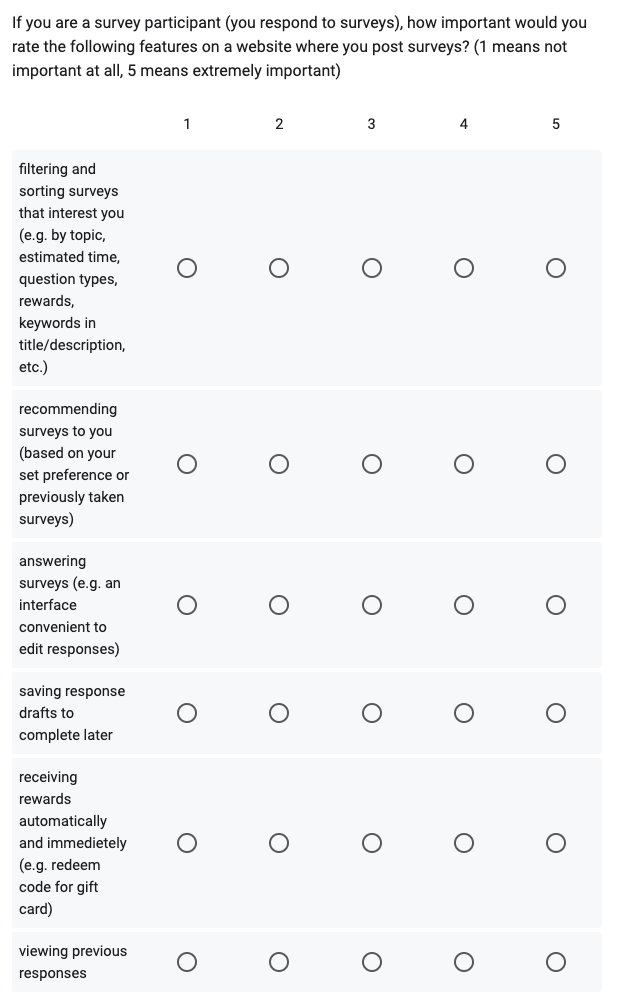 If you are a survey participant (you respond to surveys), how important would you
rate the following features on a website where you post surveys? (1 means not
important at all, 5 means extremely important)
1 2 3 4 5
filtering and
sorting surveys
that interest you
(e.g. by topic,
estimated time,
question types,
rewards,
keywords in
title/description,
etc.)
recommending
surveys to you
(based on your
set preference or
previously taken
surveys)
answering
surveys (e.g. an
interface
convenient to
edit responses)
saving response
drafts to
complete later
receiving
rewards
automatically
and immedietely
(e.g. redeem
code for gift
card)
viewing previous
responses